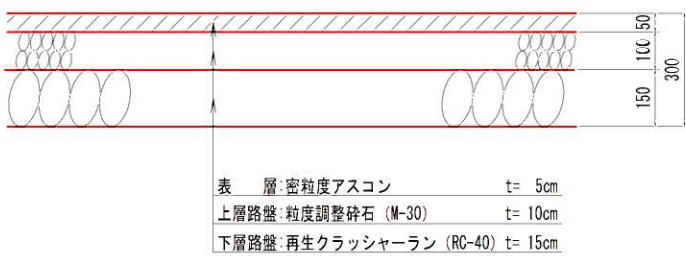 50
100
150
300
表　層:密粒度アスコン t= 5cm
上層路盤:粒度調整砕石 (M-30) t= 10cm
下層路盤:再生クラッシャーラン (RC-40) t= 15cm